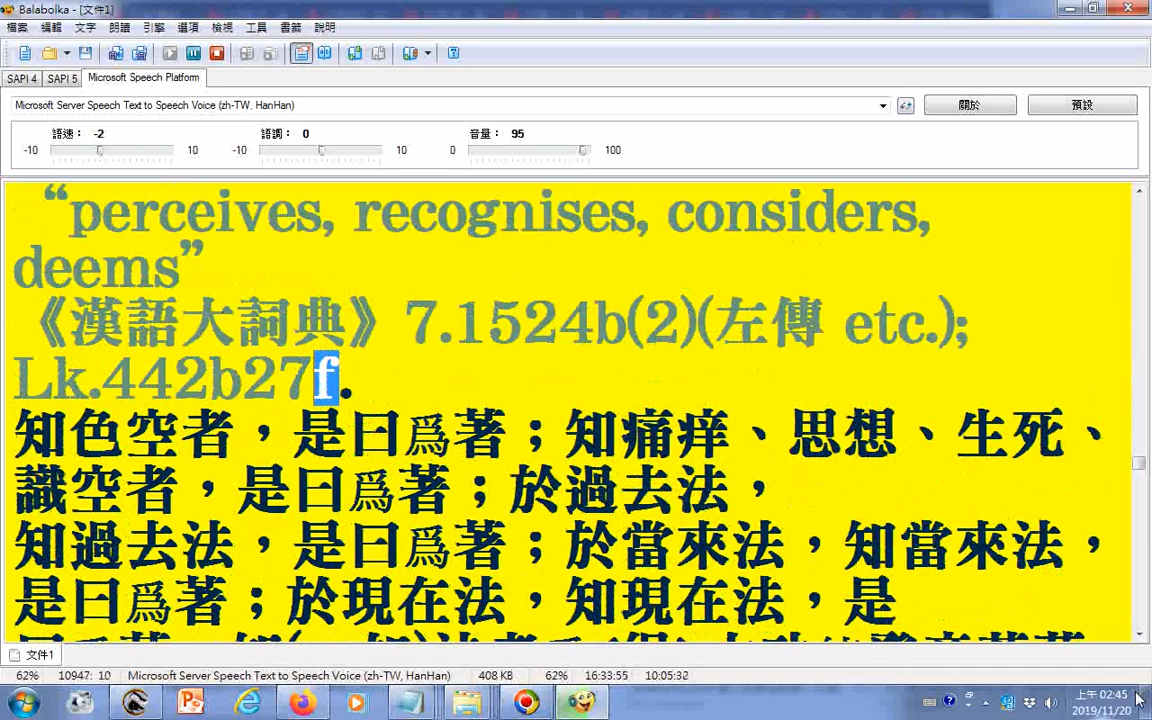 Balabolka - [文件1]
檔案 編輯 文字 朗讀 引擎 選項 檢視 工具 書籤 說明
SAPI 4 SAPI 5 Microsoft Speech Platform
Microsoft Server Speech Text to Speech Voice (zh-TW, HanHan) 關於 預設
語速： -2 語調： 0 音量： 95
-10 10 -10 10 0 100
“perceives, recognises, considers,
deems”
《漢語大詞典》 7.1524b(2)(左傳 etc.);
Lk.442b27f.
知色空者，是曰爲著；知痛痒、思想、生死、
識空者，是曰爲著；於過去法，
知過去法，是曰爲著；於當來法，知當來法，
是曰爲著；於現在法，知現在法，是
文件1
62% 10947: 10 Microsoft Server Speech Text to Speech Voice (zh-TW, HanHan) 408 KB 62% 16:33:55 10:05:32
上午 02:45
2019/11/20